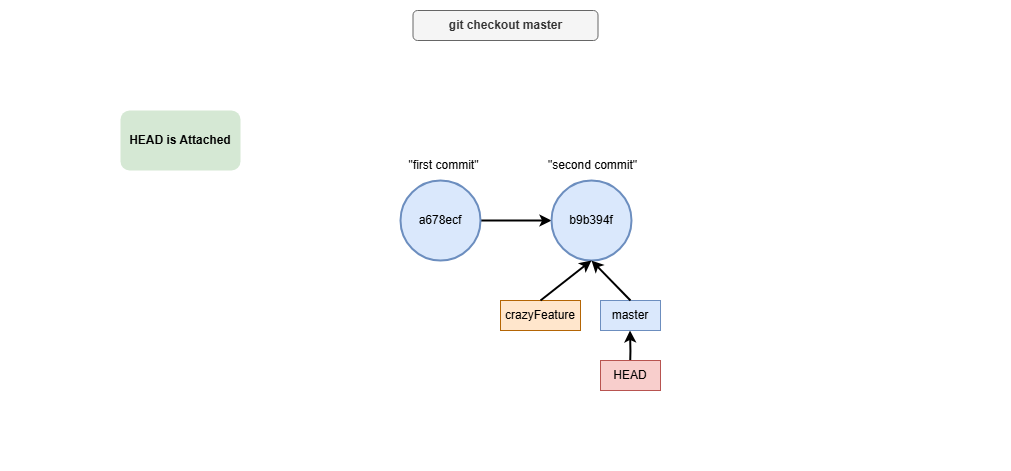 git checkout master
HEAD is Attached
"first commit"
"second commit"
a678ecf
b9b394f
crazyFeature
master
HEAD